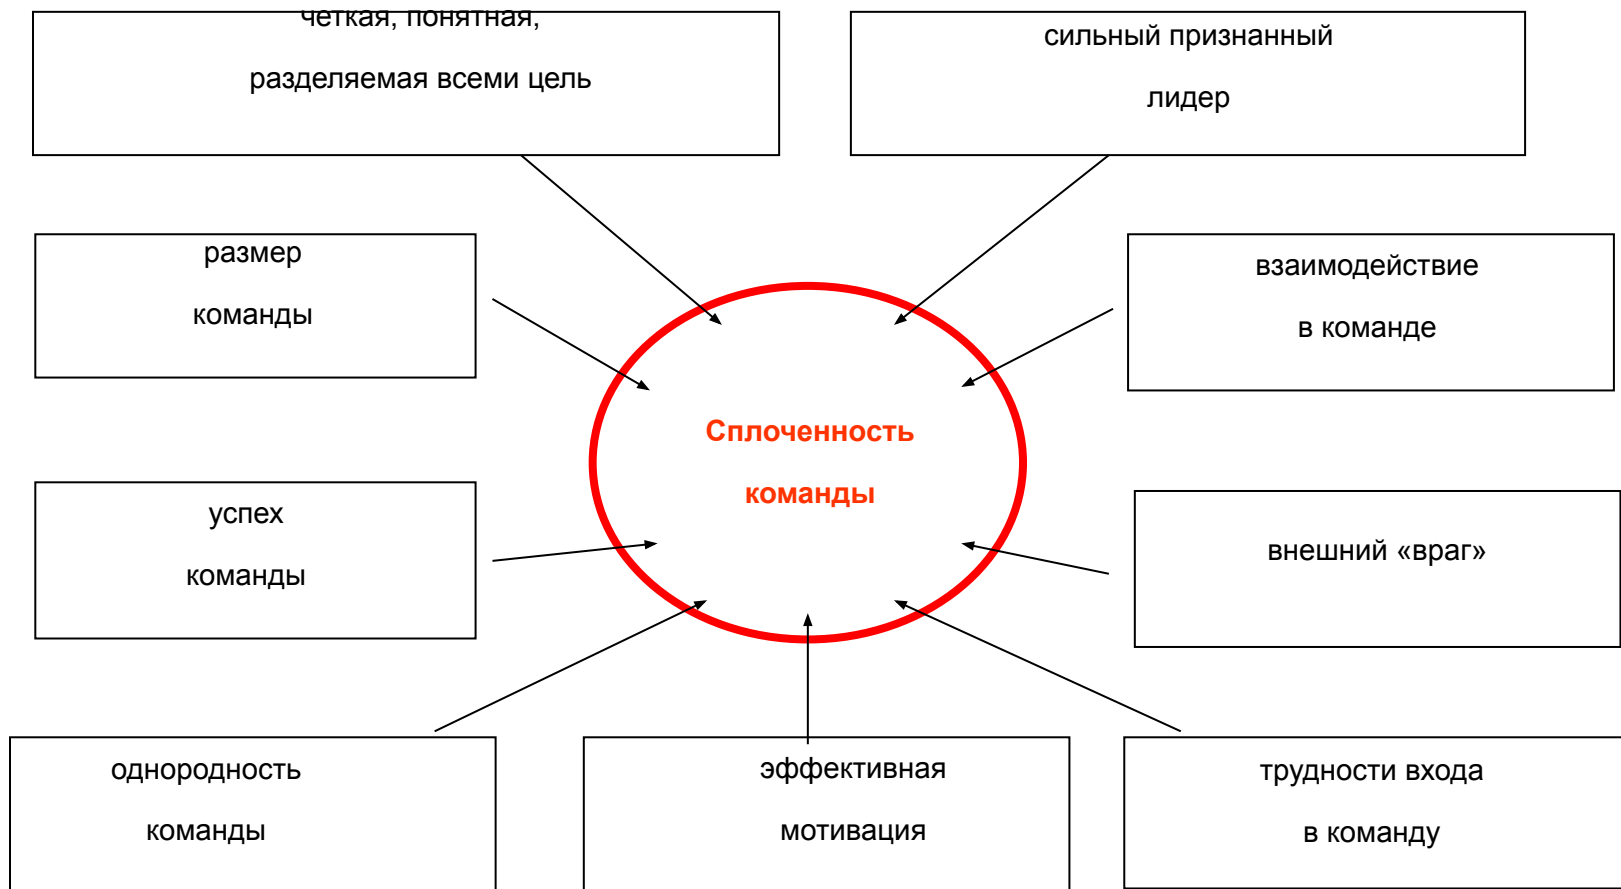 четкая, понятная,
разделяемая всеми цель
сильный признанный
лидер
размер
команды
взаимодействие
в команде
Сплоченность
команды
успех
команды
внешний «враг»
однородность
команды
эффективная
мотивация
трудности входа
в команду